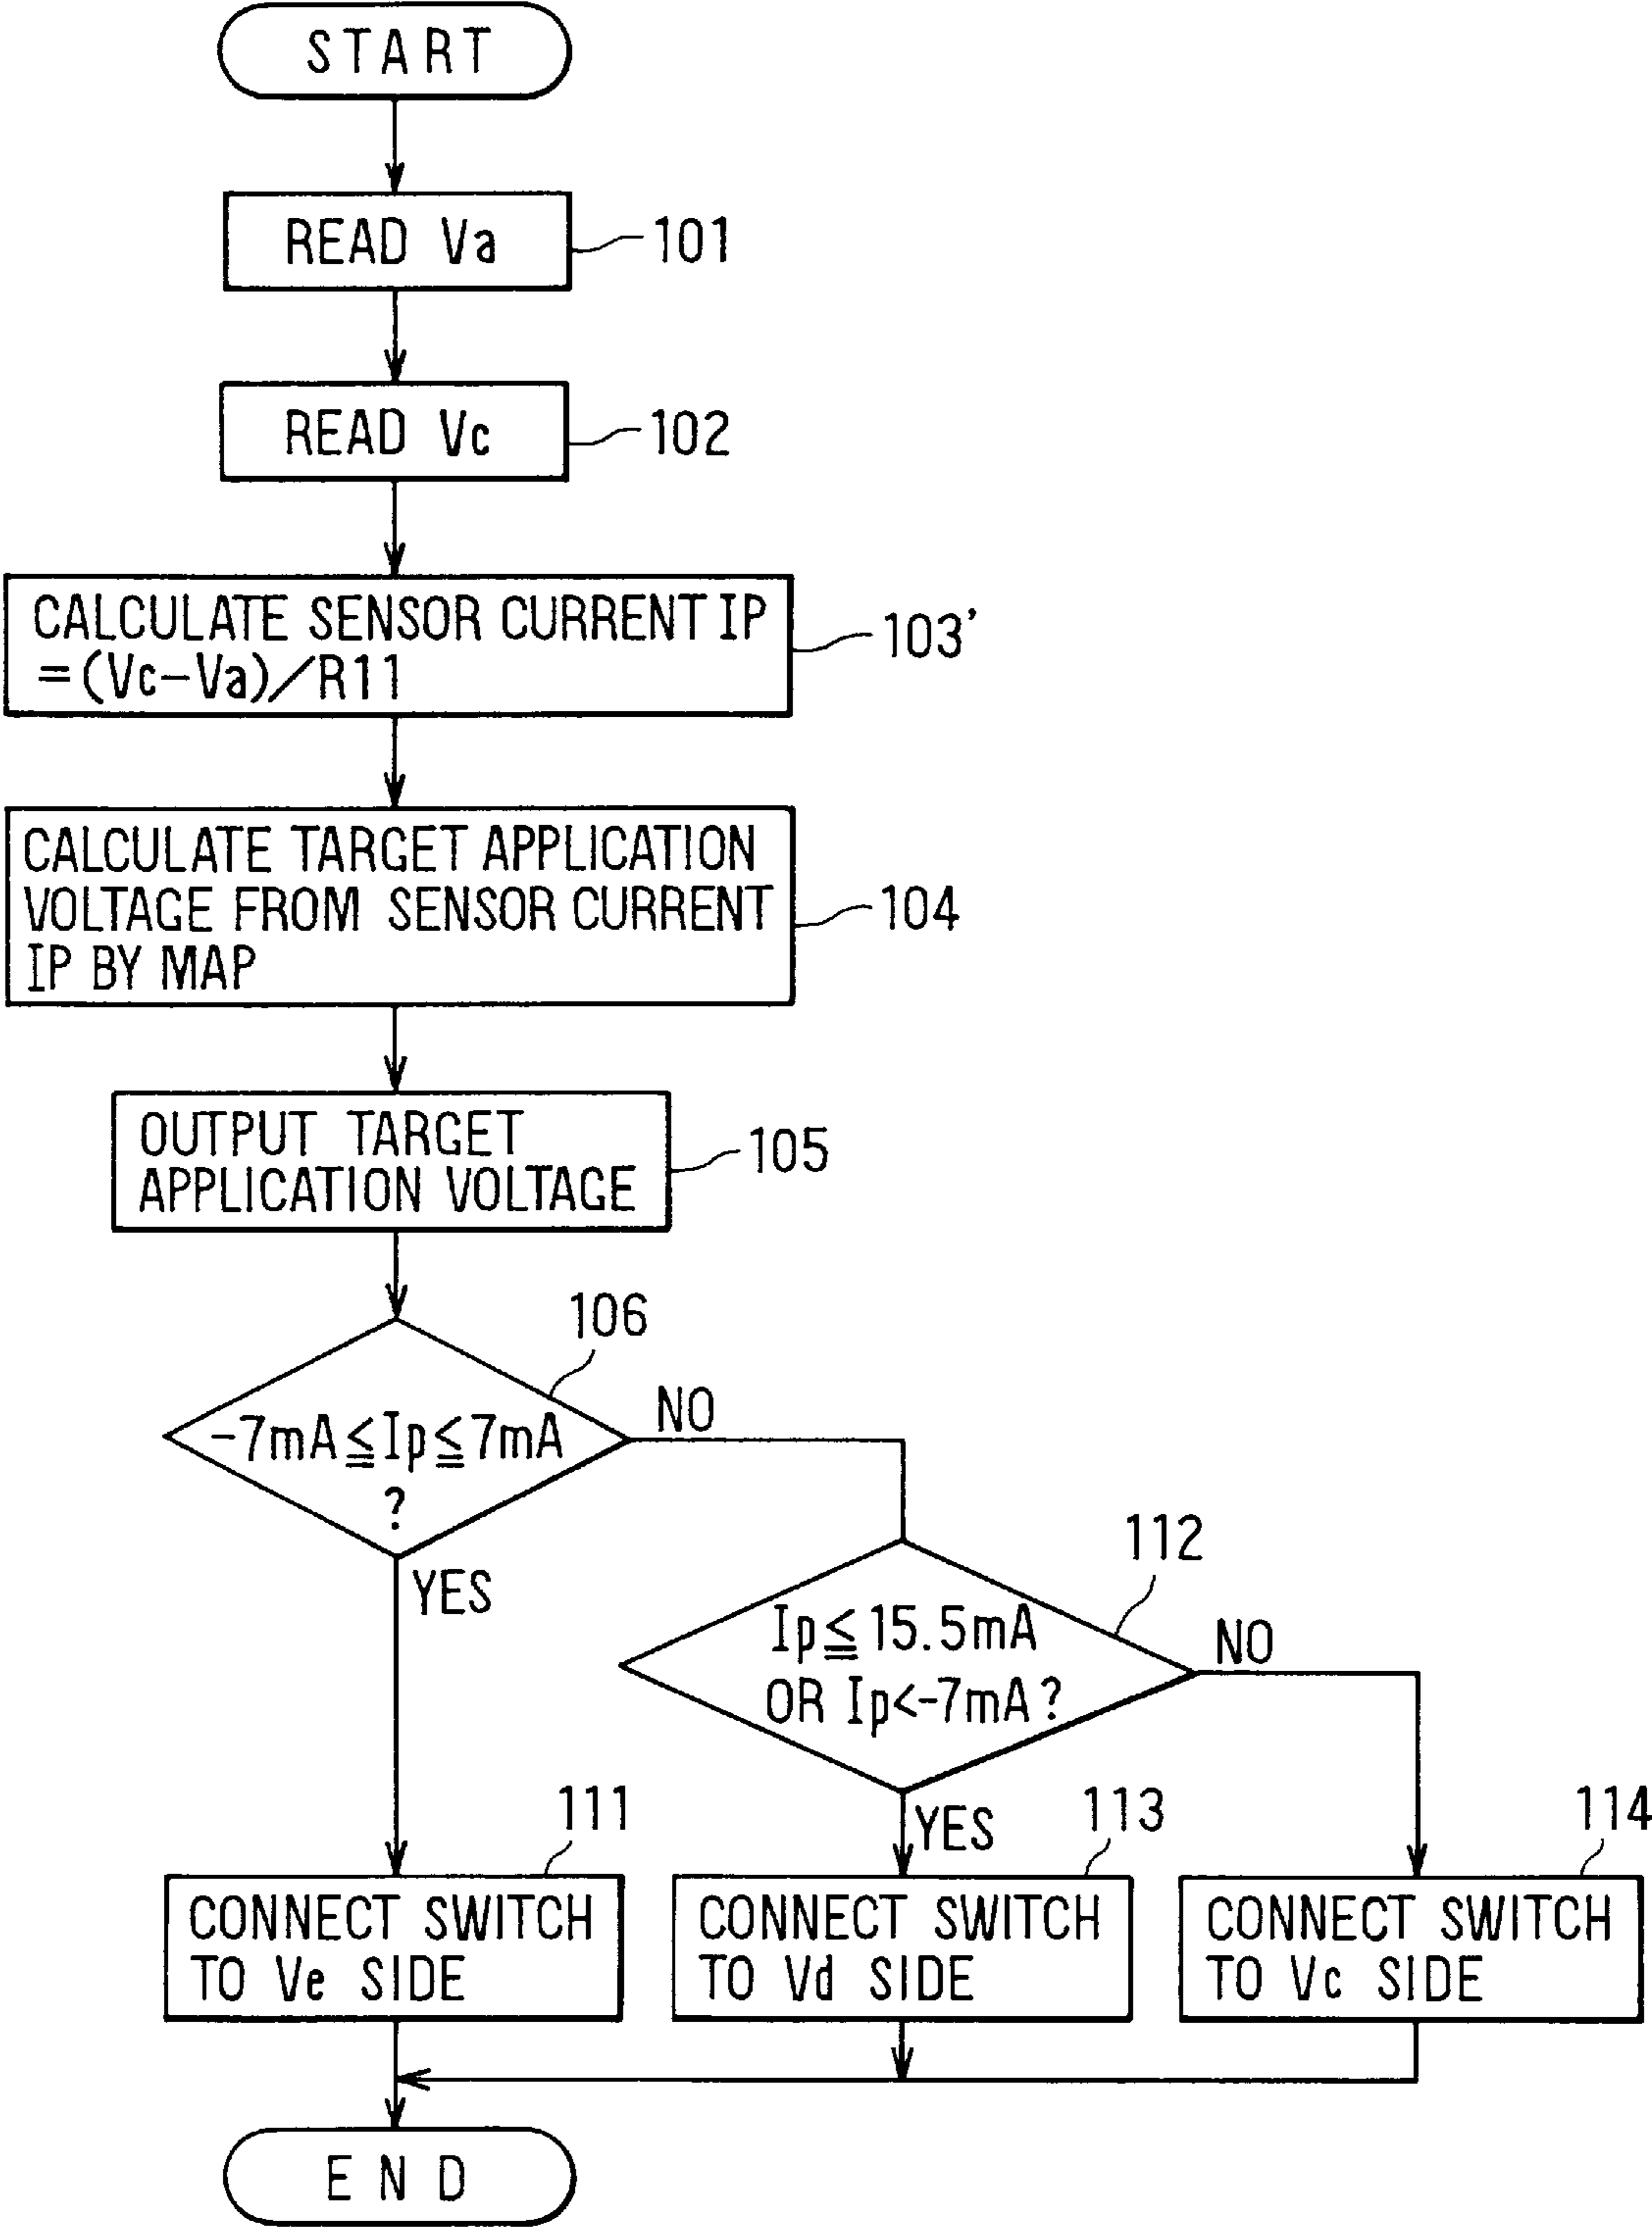 START
READ Va
101
READ Vc
102
CALCULATE SENSOR CURRENT IP
=(Vc-Va)/R11
103'
CALCULATE TARGET APPLICATION
VOLTAGE FROM SENSOR CURRENT
IP BY MAP
104
OUTPUT TARGET
APPLICATION VOLTAGE
105
106
-7mA≦Ip≦7mA
?
NO
YES
112
Ip≦15.5mA
OR Ip<-7mA?
NO
YES
111
CONNECT SWITCH
TO Ve SIDE
113
CONNECT SWITCH
TO Vd SIDE
114
CONNECT SWITCH
TO Vc SIDE
END